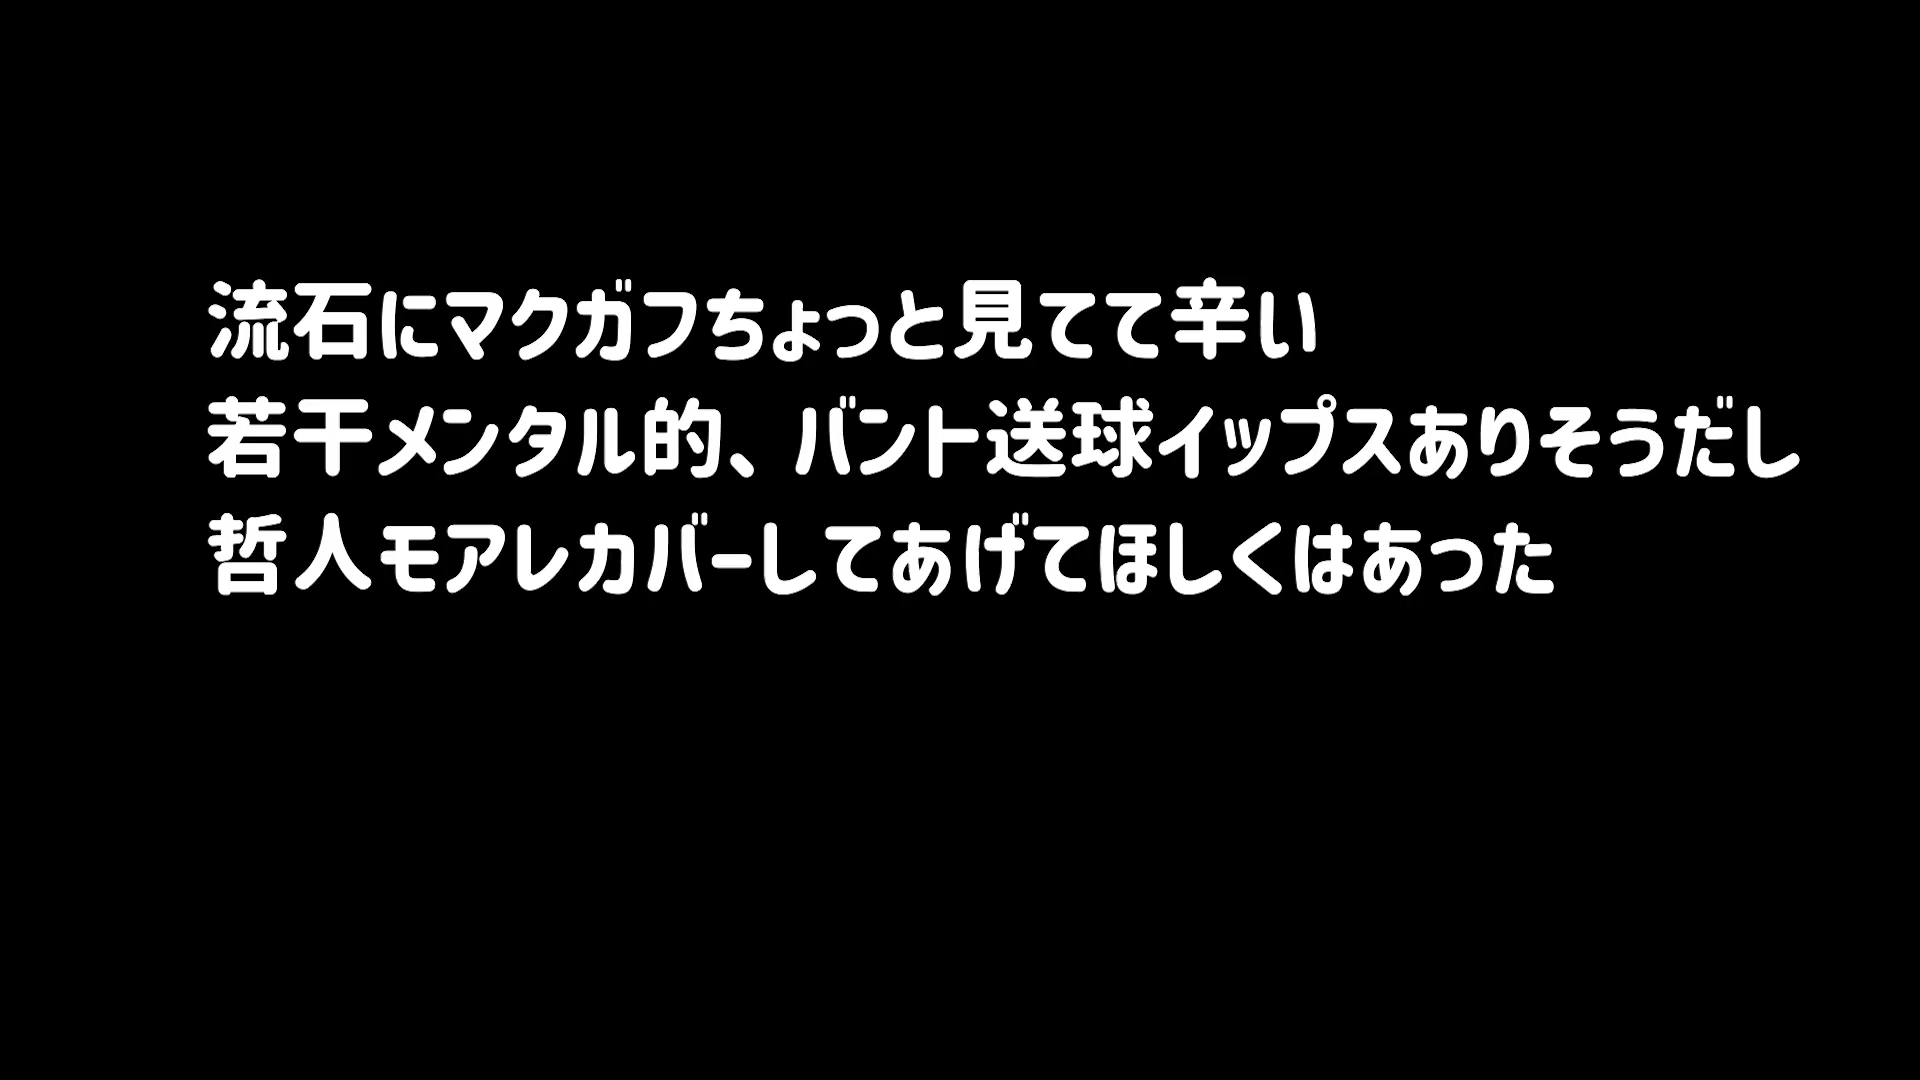 流石にマクガフちょっと見てて辛い
若干メンタル的、バント送球イップスありそうだし
哲人モアレカバーしてあげてほしくはあった